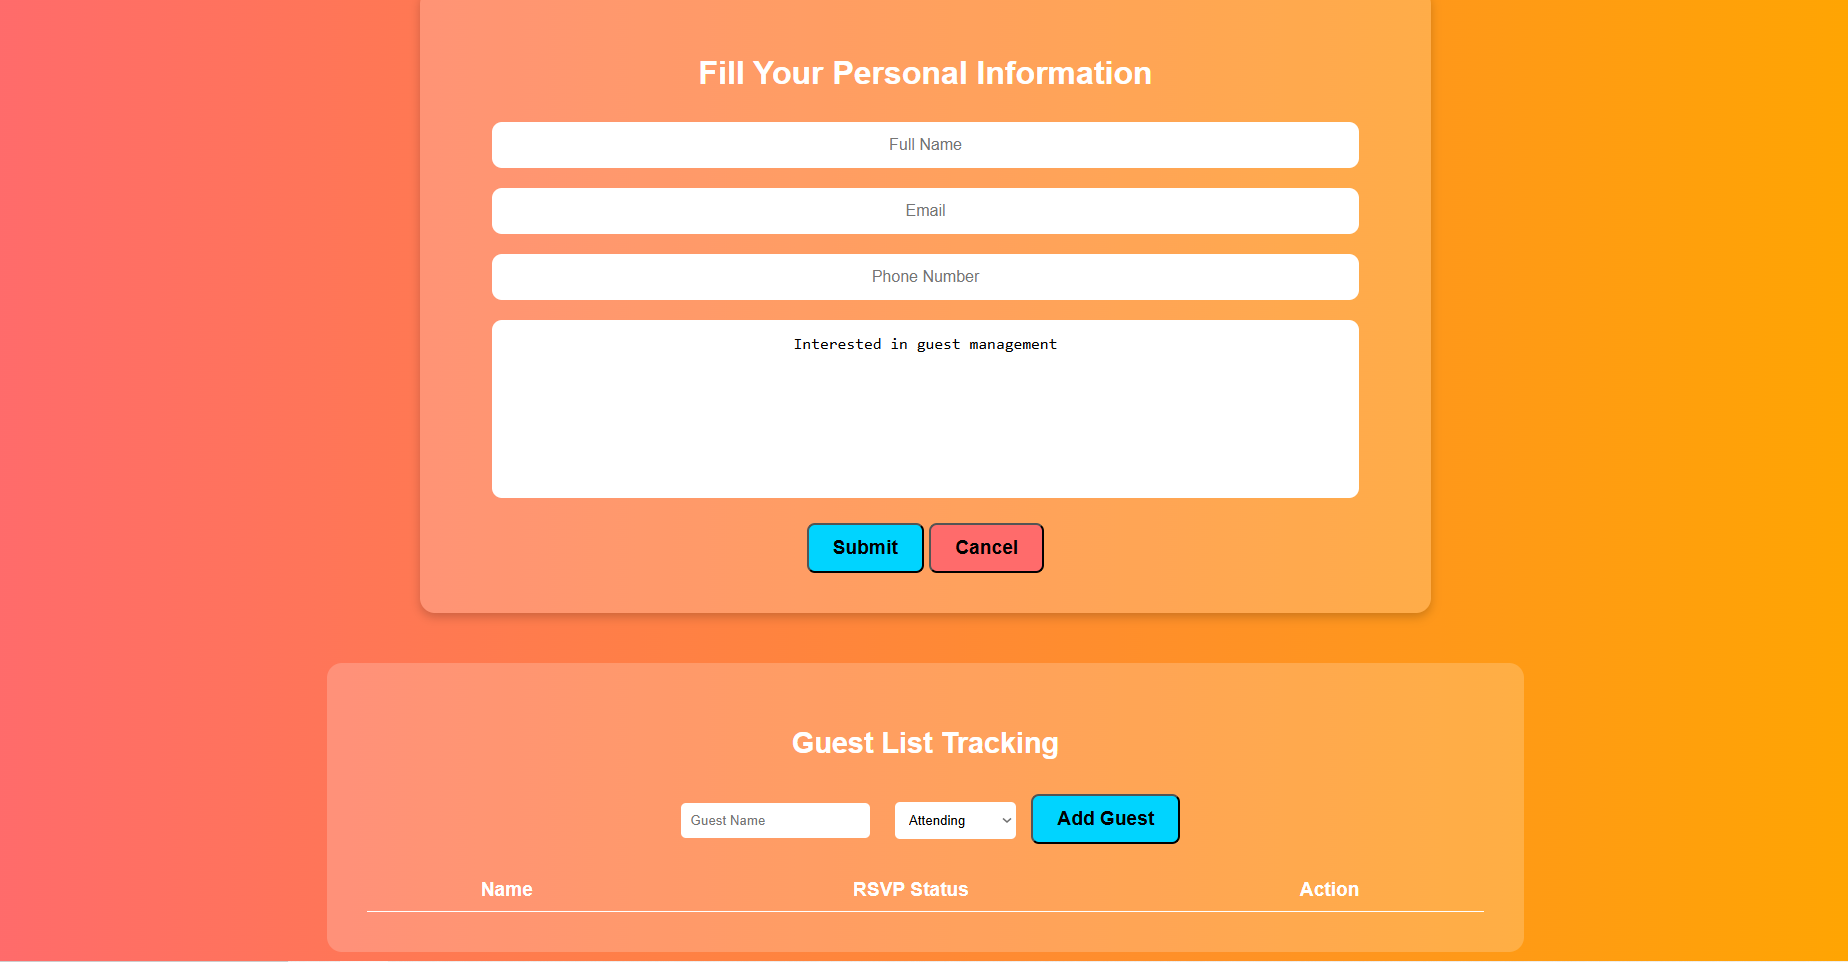 Fill Your Personal Information
Full Name
Email
Phone Number
Interested in guest management
Submit Cancel
Guest List Tracking
Guest Name Attending Add Guest
Name RSVP Status Action